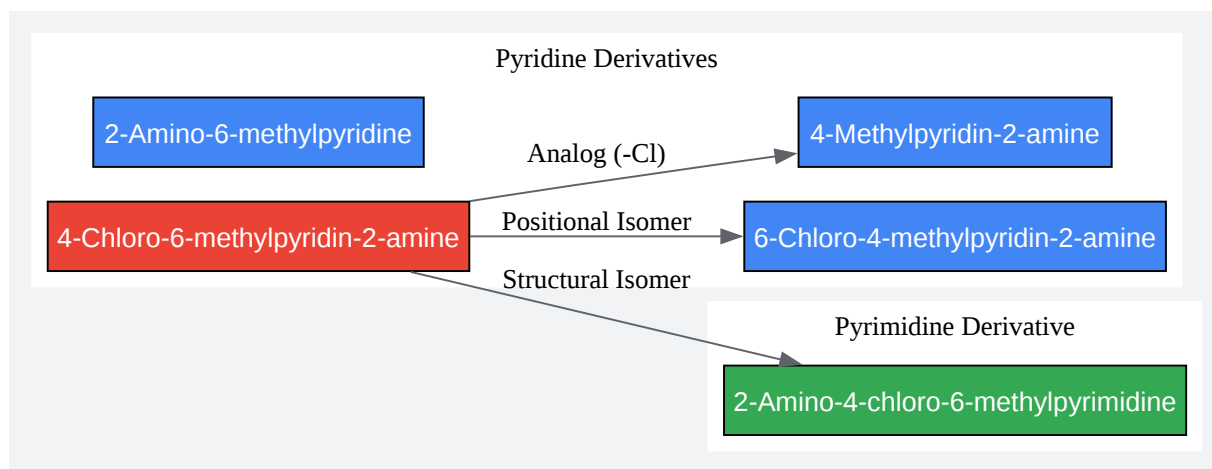 Pyridine Derivatives
2-Amino-6-methylpyridine
4-Methylpyridin-2-amine
Analog (-Cl)
4-Chloro-6-methylpyridin-2-amine
Positional Isomer
6-Chloro-4-methylpyridin-2-amine
Structural Isomer
Pyrimidine Derivative
2-Amino-4-chloro-6-methylpyrimidine